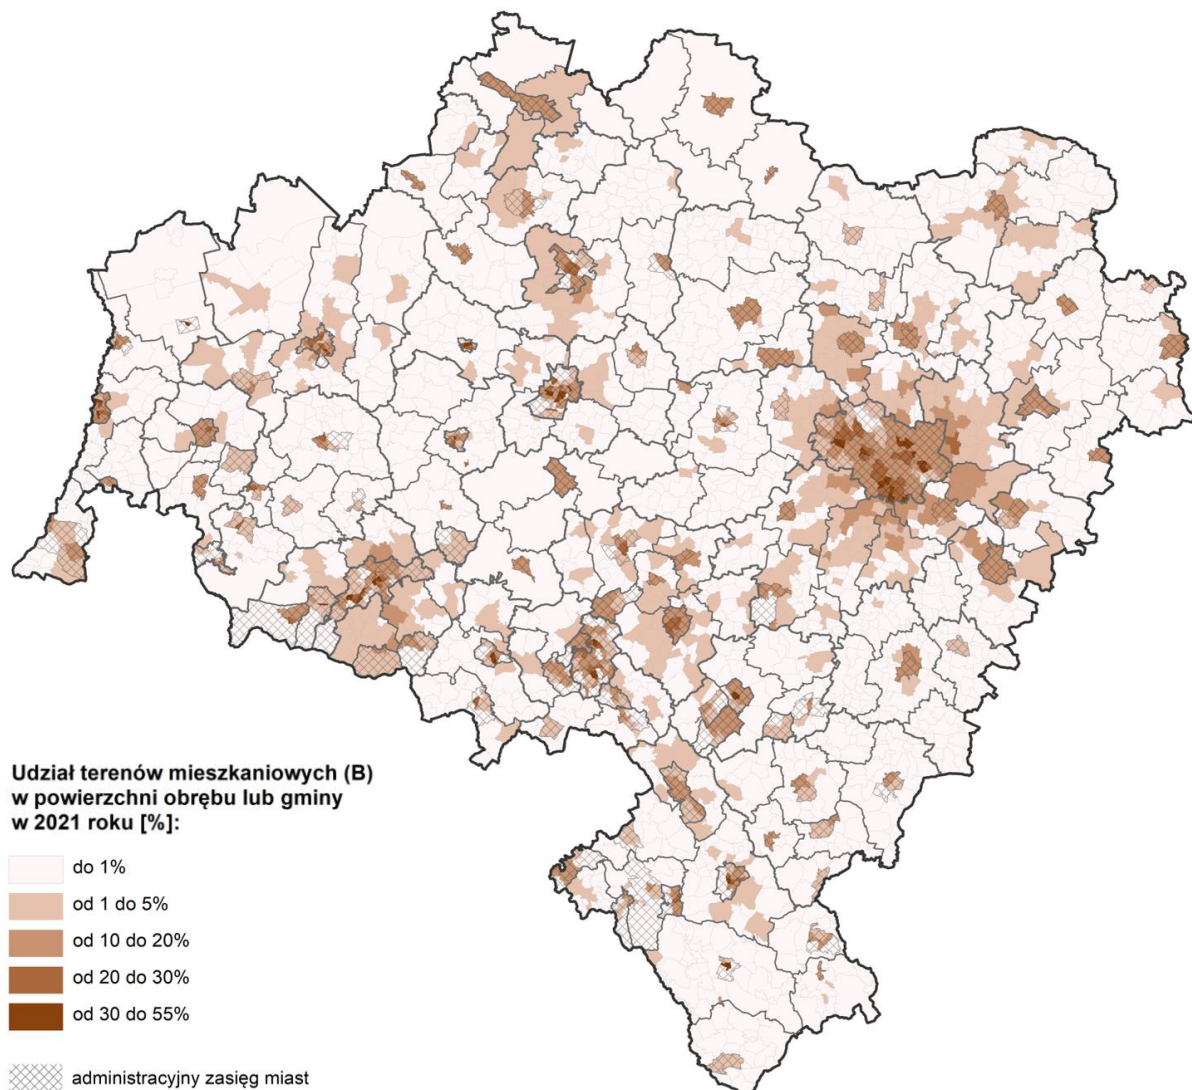 Udział terenów mieszkaniowych (B)
w powierzchni obrębu lub gminy
w 2021 roku [%]:
do 1%
od 1 do 5%
od 10 do 20%
od 20 do 30%
od 30 do 55%
administracyjny zasięg miast